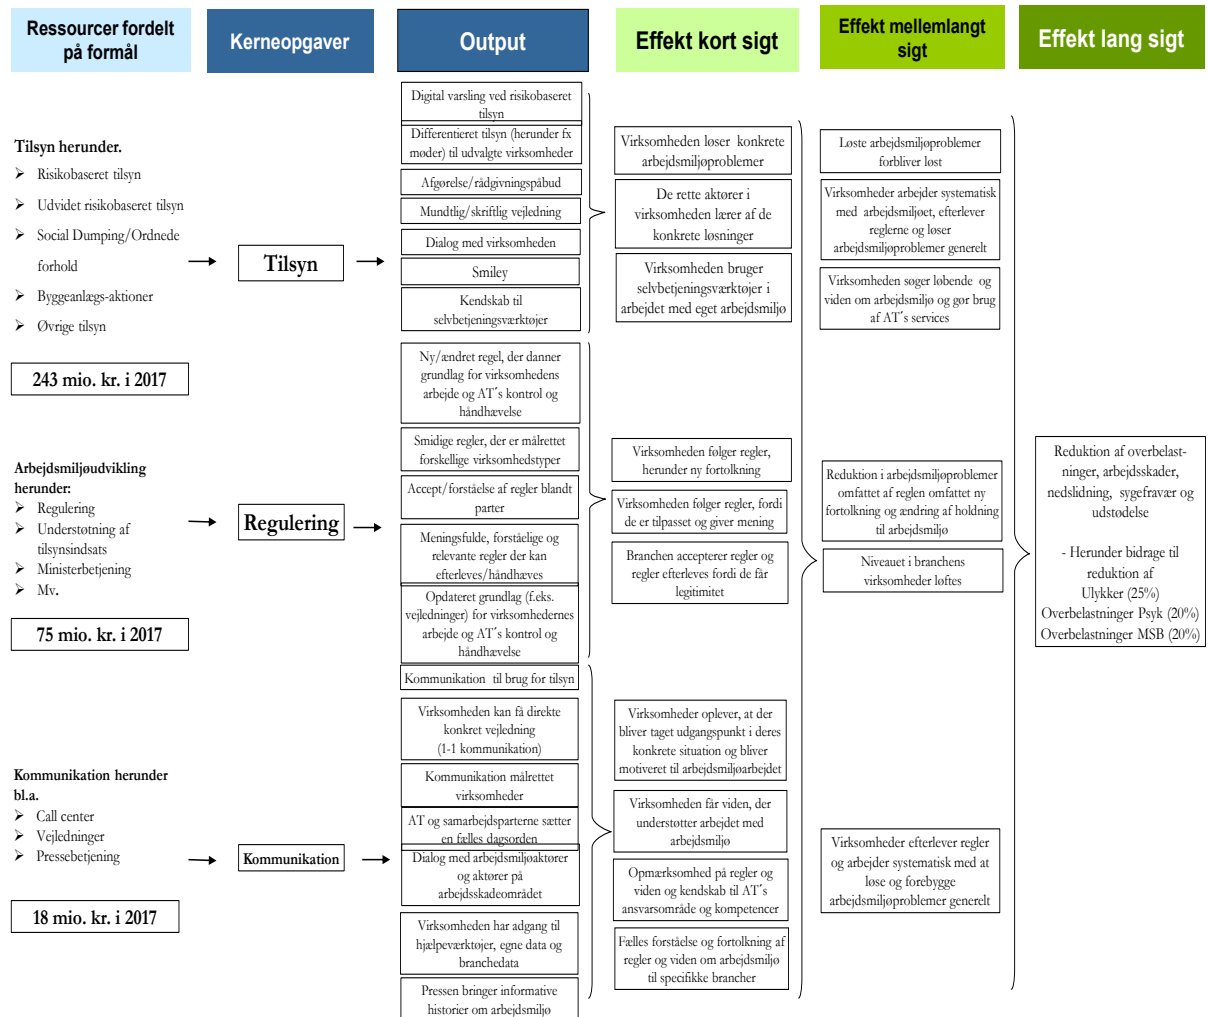 Ressourcer fordelt
på formål
Kerneopgaver
Output
Effekt kort sigt
Effekt mellemlangt
sigt
Effekt lang sigt
Tilsyn herunder.
➢ Risikobaseret tilsyn
➢ Udvidet risikobaseret tilsyn
➢ Social Dumping/Ordnede
forhold
➢ Byggeanlægs-aktioner
➢ Øvrige tilsyn
243 mio. kr. i 2017
Tilsyn
Digital varsling ved risikobaseret
tilsyn
Differentieret tilsyn (herunder fx
møder) til udvalgte virksomheder
Afgørelse/rådgivningspåbud
Mundtlig/skriftlig vejledning
Dialog med virksomheden
Smiley
Kendskab til
selvbetjeningsværktøjer
Virksomheden løser konkrete
arbejdsmiljøproblemer
De rette aktører i
virksomheden lærer af de
konkrete løsninger
Virksomheden bruger
selvbetjeningsværktøjer i
arbejdet med eget arbejdsmiljø
Løste arbejdsmiljøproblemer
forbliver løst
Virksomheder arbejder systematisk
med arbejdsmiljøet, efterlever
reglerne og løser
arbejdsmiljøproblemer generelt
Virksomheden søger løbende og
viden om arbejdsmiljø og gør brug
af AT´s services
Arbejdsmiljøudvikling
herunder:
➢ Regulering
➢ Understøtning af
tilsynsindsats
➢ Ministerbetjening
➢ Mv.
75 mio. kr. i 2017
Regulering
Ny/ændret regel, der danner
grundlag for virksomhedens
arbejde og AT´s kontrol og
håndhævelse
Smidige regler, der er målrettet
forskellige virksomhedstyper
Accept/forståelse af regler blandt
parter
Meningsfulde, forståelige og
relevante regler der kan
efterleves/håndhæves
Opdateret grundlag (f.eks.
vejledninger) for virksomhedernes
arbejde og AT´s kontrol og
håndhævelse
Virksomheden følger regler,
herunder ny fortolkning
Virksomheden følger regler, fordi
de er tilpasset og giver mening
Branchen accepterer regler og
regler efterleves fordi de får
legitimitet
Reduktion i arbejdsmiljøproblemer
omfattet af reglen omfattet ny
fortolkning og ændring af holdning
til arbejdsmiljø
Niveauet i branchens
virksomheder løftes
Reduktion af overbelast-
ninger, arbejdsskader,
nedslidning, sygefravær og
udstødelse
- Herunder bidrage til
reduktion af
Ulykker (25%)
Overbelastninger Psyk (20%)
Overbelastninger MSB (20%)
Kommunikation herunder
bl.a.
➢ Call center
➢ Vejledninger
➢ Pressebetjening
18 mio. kr. i 2017
Kommunikation
Kommunikation til brug for tilsyn
Virksomheden kan få direkte
konkret vejledning
(1-1 kommunikation)
Kommunikation målrettet
virksomheder
AT og samarbejdsparterne sætter
en fælles dagsorden
Dialog med arbejdsmiljøaktører
og aktører på
arbejdsskadeområdet
Virksomheden har adgang til
hjælpeværktøjer, egne data og
branchedata
Pressen bringer informative
historier om arbejdsmiljø
Virksomheder oplever, at der
bliver taget udgangspunkt i deres
konkrete situation og bliver
motiveret til arbejdsmiljøarbejdet
Virksomheden får viden, der
understøtter arbejdet med
arbejdsmiljø
Opmærksomhed på regler og
viden og kendskab til AT´s
ansvarsområde og kompetencer
Fælles forståelse og fortolkning af
regler og viden om arbejdsmiljø
til specifikke brancher
Virksomheder efterlever regler
og arbejder systematisk med at
løse og forebygge
arbejdsmiljøproblemer generelt